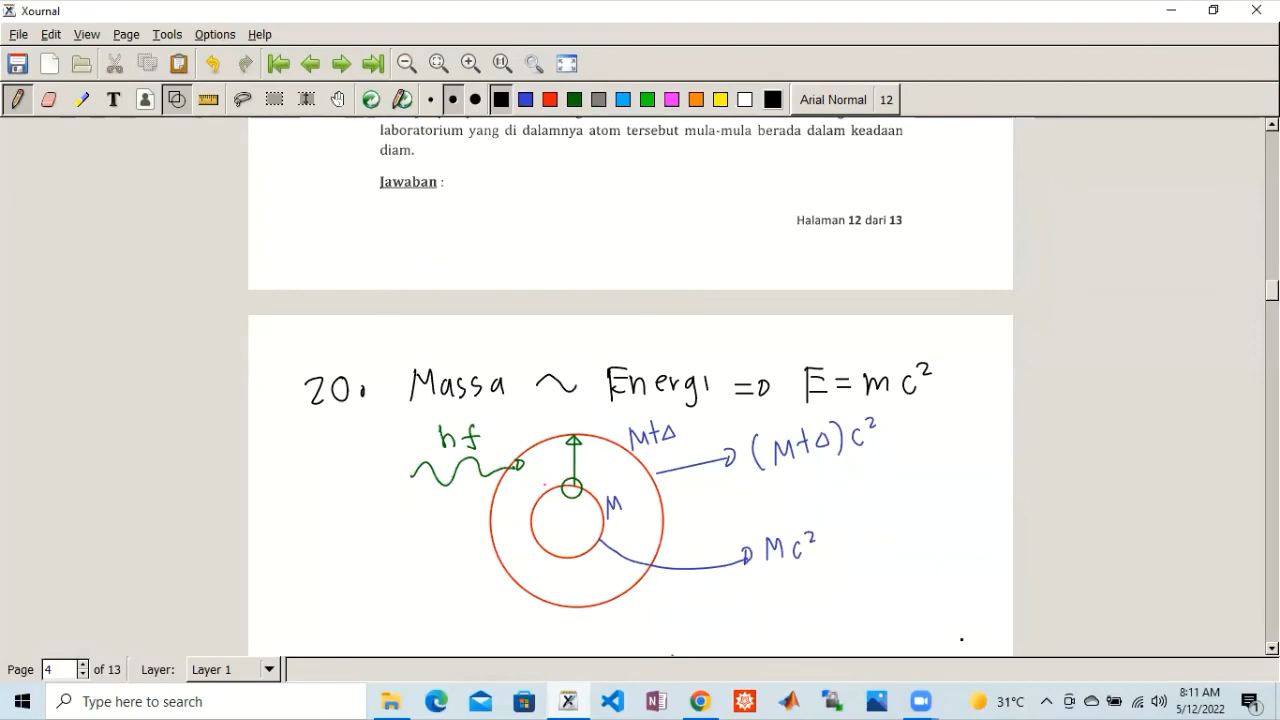 Xournal
File Edit View Page Tools Options Help
Arial Normal 12
laboratorium yang di dalamnya atom tersebut mula-mula berada dalam keadaan
diam.
Jawaban :
Halaman 12 dari 13
20. Massa ~ Energi => E = mc²
hf
M+Δ
(M+Δ)c²
M
Mc²
Page 4 of 13 Layer: Layer 1
Type here to search
31°C
8:11 AM
5/12/2022